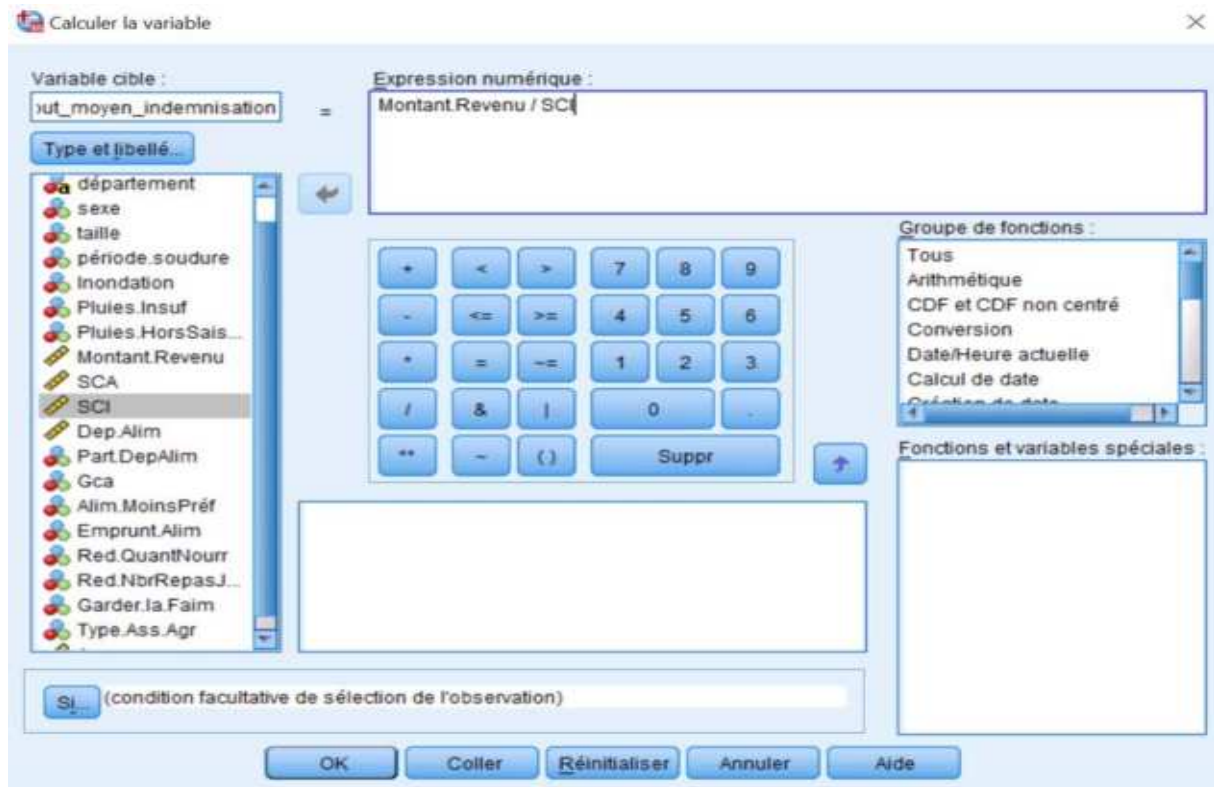 Calculer la variable
Variable cible :
out_moyen_indemnisation
=
Expression numérique :
Montant.Revenu / SCI
Type et libellé...
département
sexe
taille
période.soudure
Inondation
Pluies.Insuf
Pluies.HorsSais...
Montant.Revenu
SCA
SCI
Dep.Alim
Part.DepAlim
Gca
Alim.MoinsPréf
Emprunt.Alim
Red.QuantNourr
Red.NbrRepasJ...
Garder.la.Faim
Type.Ass.Agr
+ < > 7 8 9
- <= >= 4 5 6
* = ~= 1 2 3
/ & | 0 .
** ~ ( ) Suppr
Groupe de fonctions :
Tous
Arithmétique
CDF et CDF non centré
Conversion
Date/Heure actuelle
Calcul de date
Création de date
Fonctions et variables spéciales :
Si... (condition facultative de sélection de l'observation)
OK Coller Réinitialiser Annuler Aide